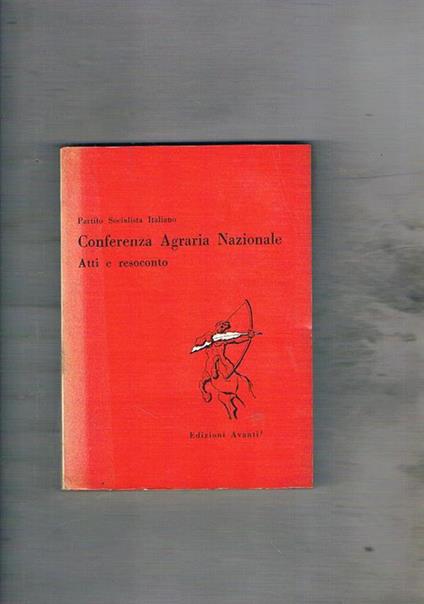 Partito Socialista Italiano
Conferenza Agraria Nazionale
Atti e resoconto
Edizioni Avanti!